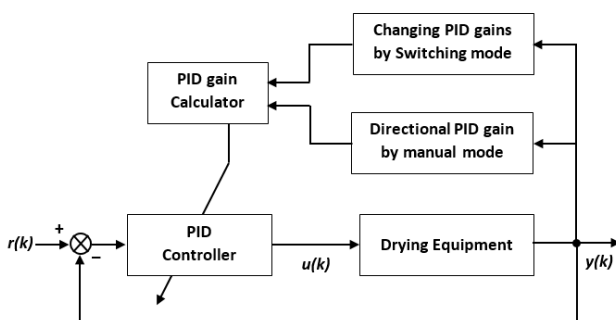 Changing PID gains
by Switching mode
PID gain
Calculator
Directional PID gain
by manual mode
r(k)
+
−
PID
Controller
u(k)
Drying Equipment
y(k)